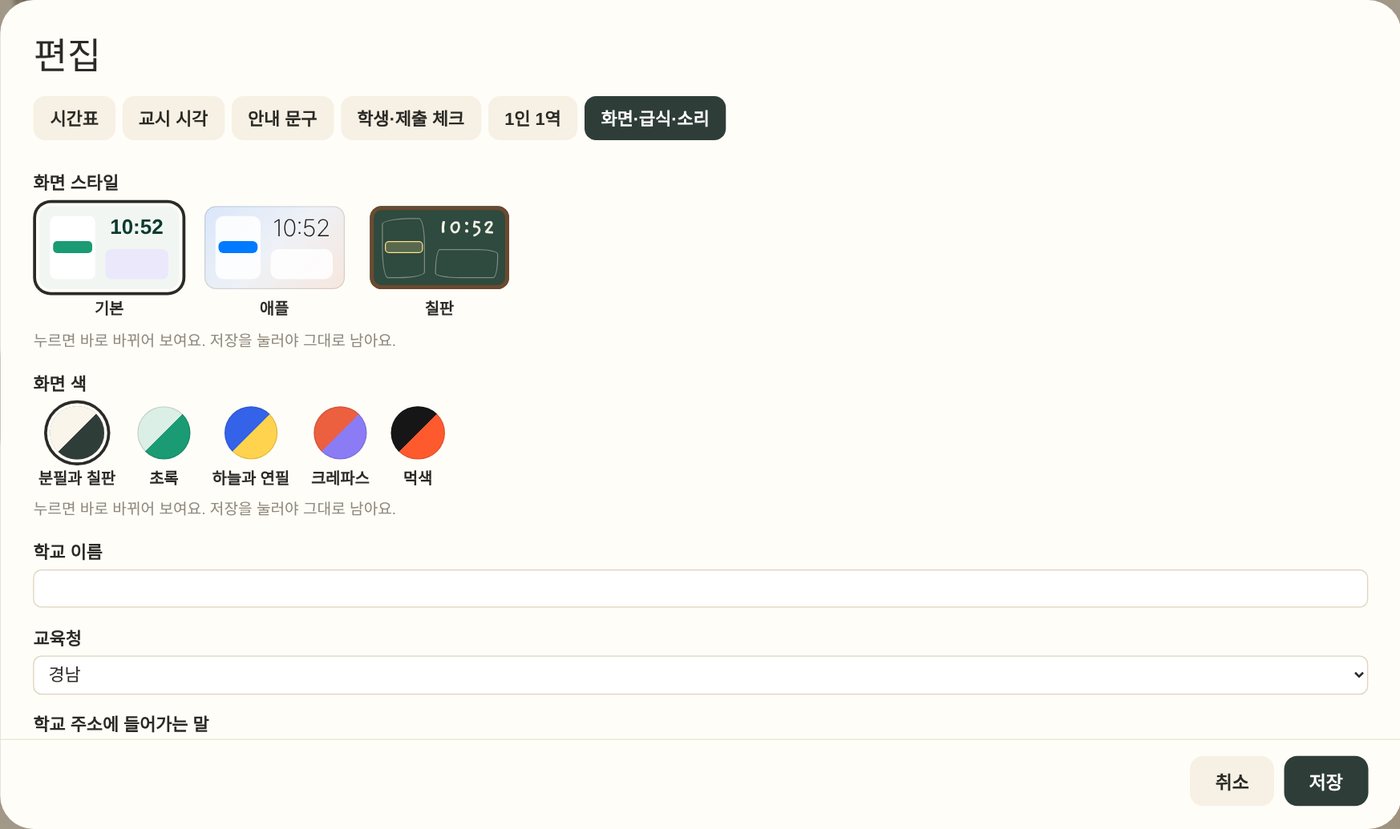 편집
시간표 교시 시각 안내 문구 학생·제출 체크 1인 1역 화면·급식·소리
화면 스타일
10:52 10:52 10:52
기본 애플 칠판
누르면 바로 바뀌어 보여요. 저장을 눌러야 그대로 남아요.
화면 색
분필과 칠판 초록 하늘과 연필 크레파스 먹색
누르면 바로 바뀌어 보여요. 저장을 눌러야 그대로 남아요.
학교 이름
교육청
경남
학교 주소에 들어가는 말
취소 저장